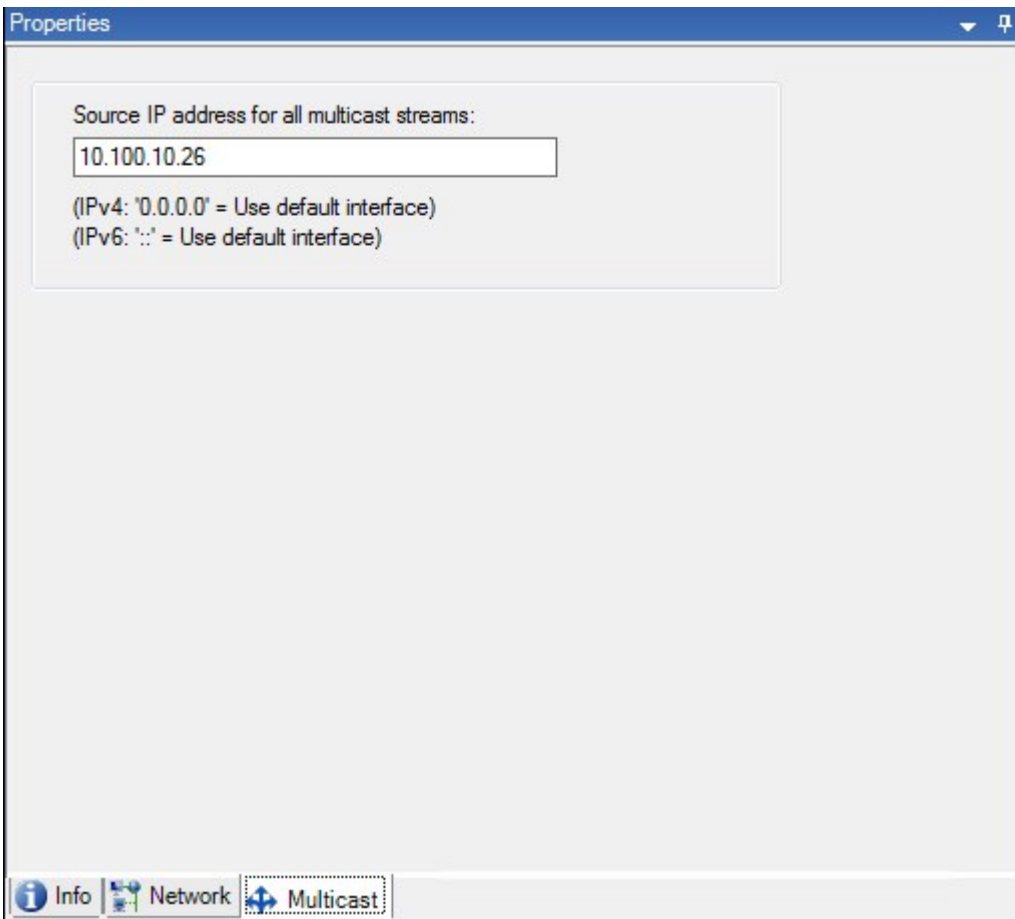 Properties
Source IP address for all multicast streams:
10.100.10.26
(IPv4: '0.0.0.0' = Use default interface)
(IPv6: '::' = Use default interface)
Info Network Multicast